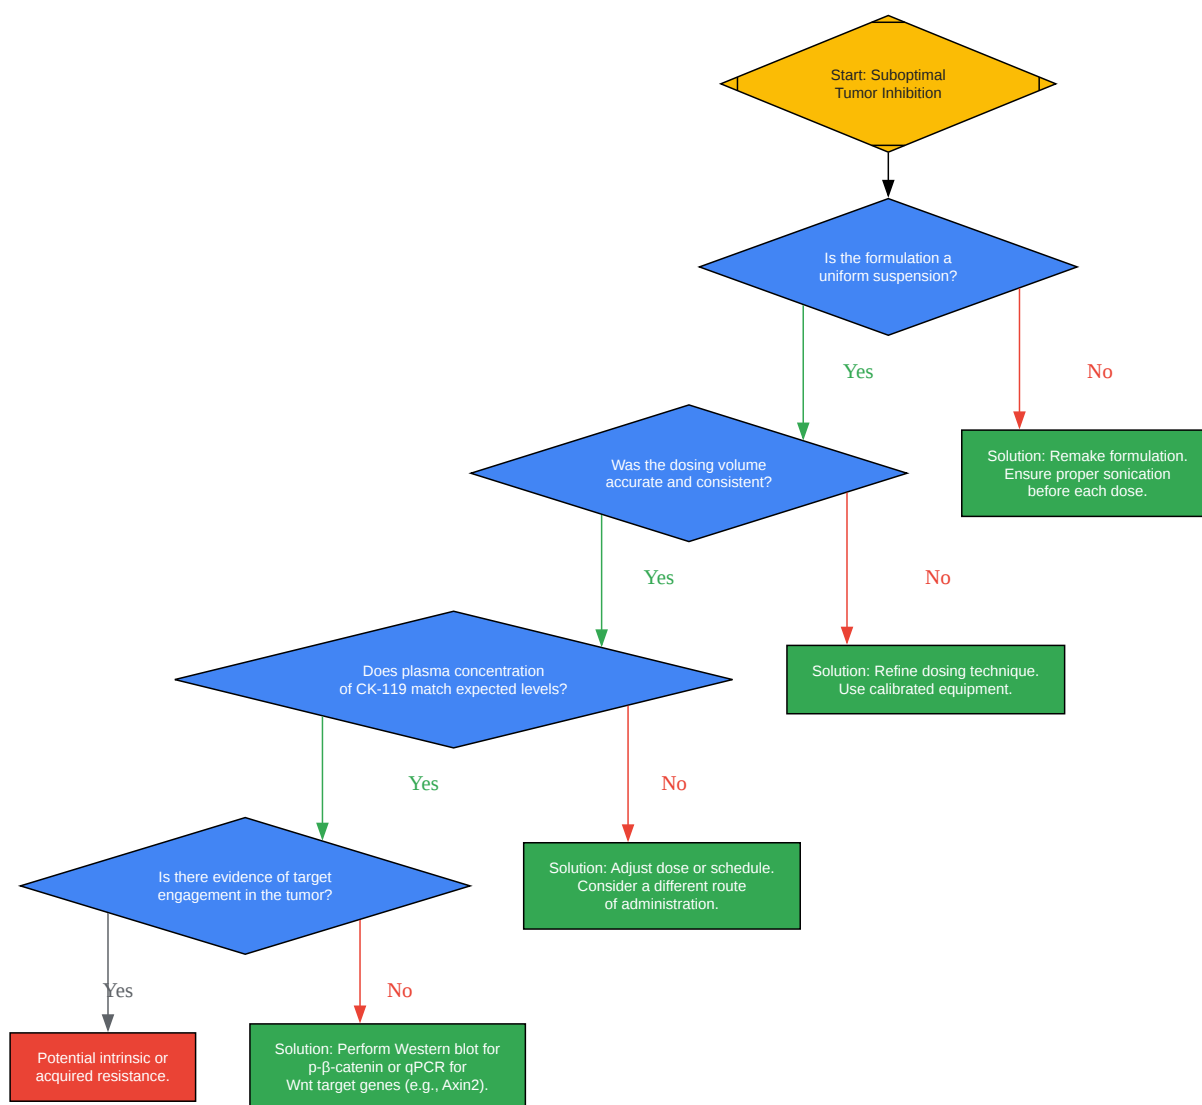 Start: Suboptimal
Tumor Inhibition
Is the formulation a
uniform suspension?
Yes
No
Was the dosing volume
accurate and consistent?
Solution: Remake formulation.
Ensure proper sonication
before each dose.
Yes
No
Does plasma concentration
of CK-119 match expected levels?
Solution: Refine dosing technique.
Use calibrated equipment.
Yes
No
Is there evidence of target
engagement in the tumor?
Solution: Adjust dose or schedule.
Consider a different route
of administration.
Yes
No
Potential intrinsic or
acquired resistance.
Solution: Perform Western blot for
p-β-catenin or qPCR for
Wnt target genes (e.g., Axin2).